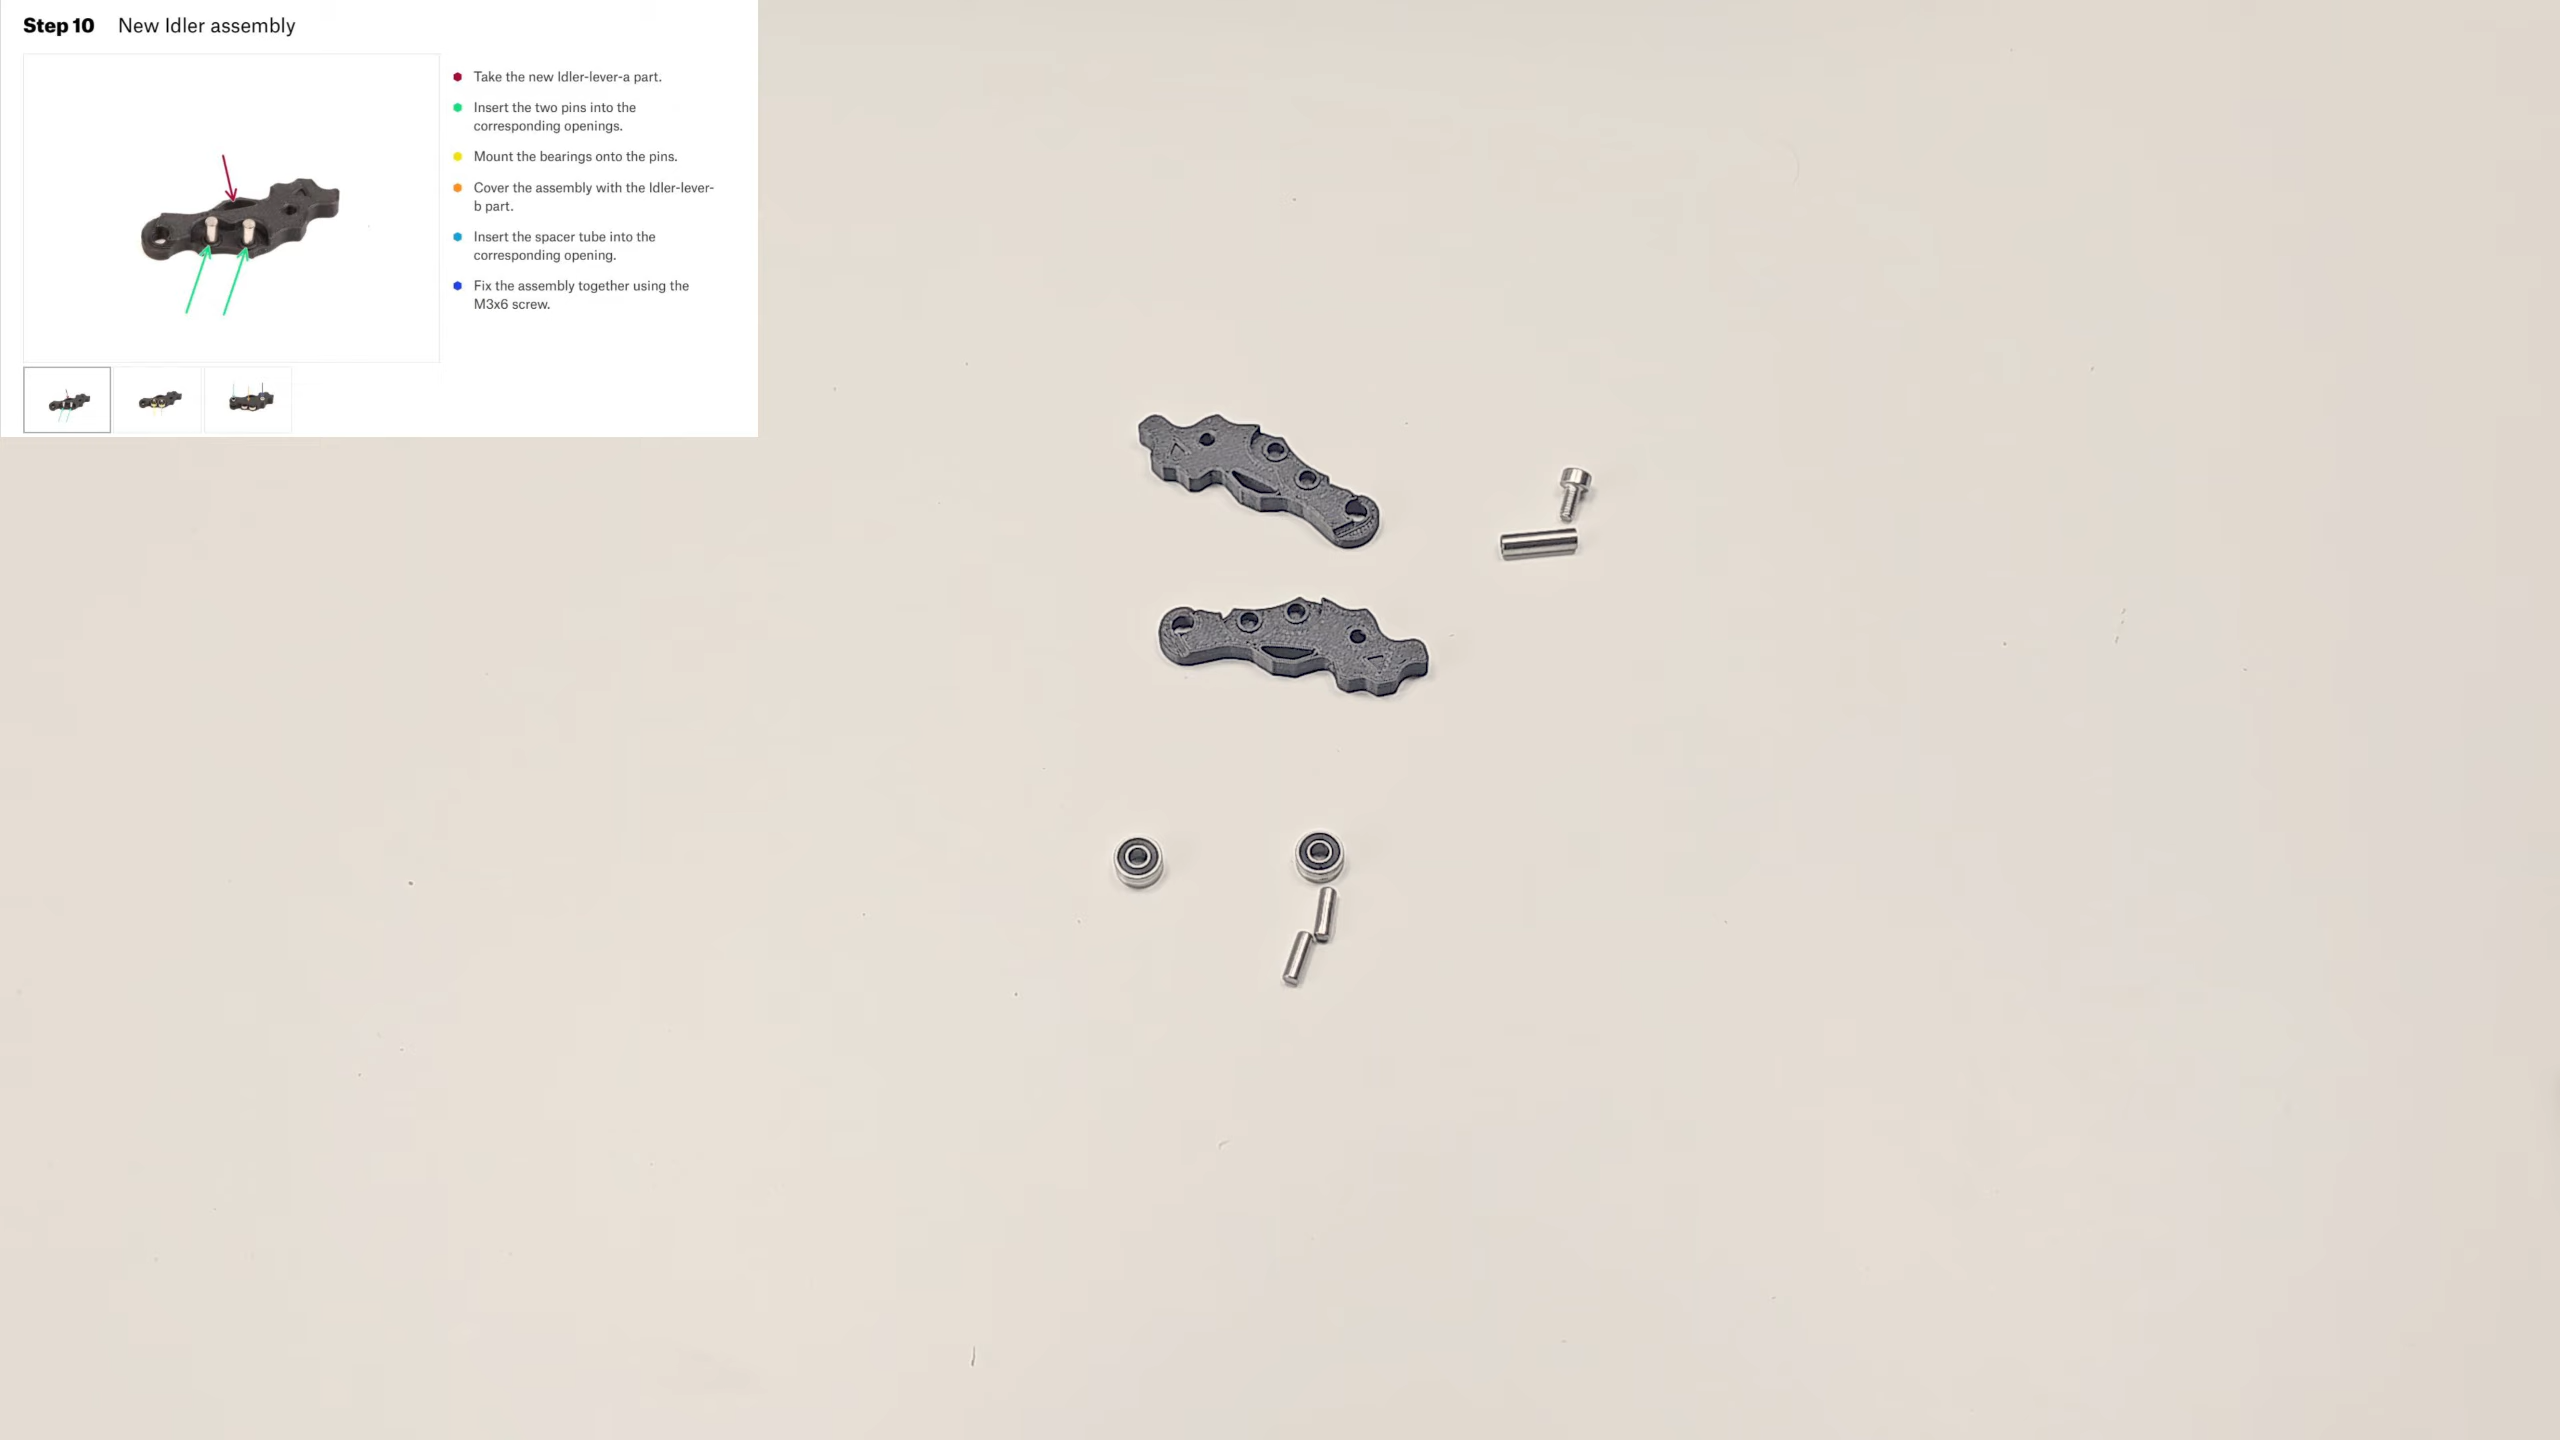 Step 10 New Idler assembly
Take the new Idler-lever-a part.
Insert the two pins into the
corresponding openings.
Mount the bearings onto the pins.
Cover the assembly with the Idler-lever-
b part.
Insert the spacer tube into the
corresponding opening.
Fix the assembly together using the
M3x6 screw.